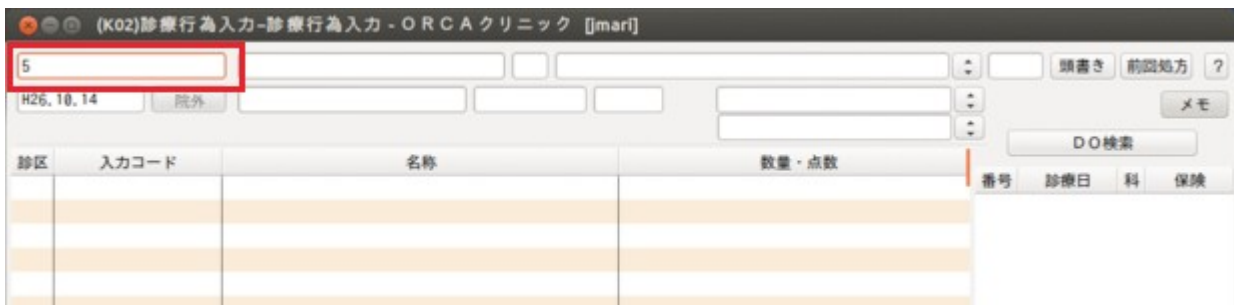 (K02)診療行為入力–診療行為入力 - ＯＲＣＡクリニック [jmari]
5 頭書き 前回処方 ?
H26.10.14 院外 メモ
ＤＯ検索
診区 入力コード 名称 数量・点数
番号 診療日 科 保険